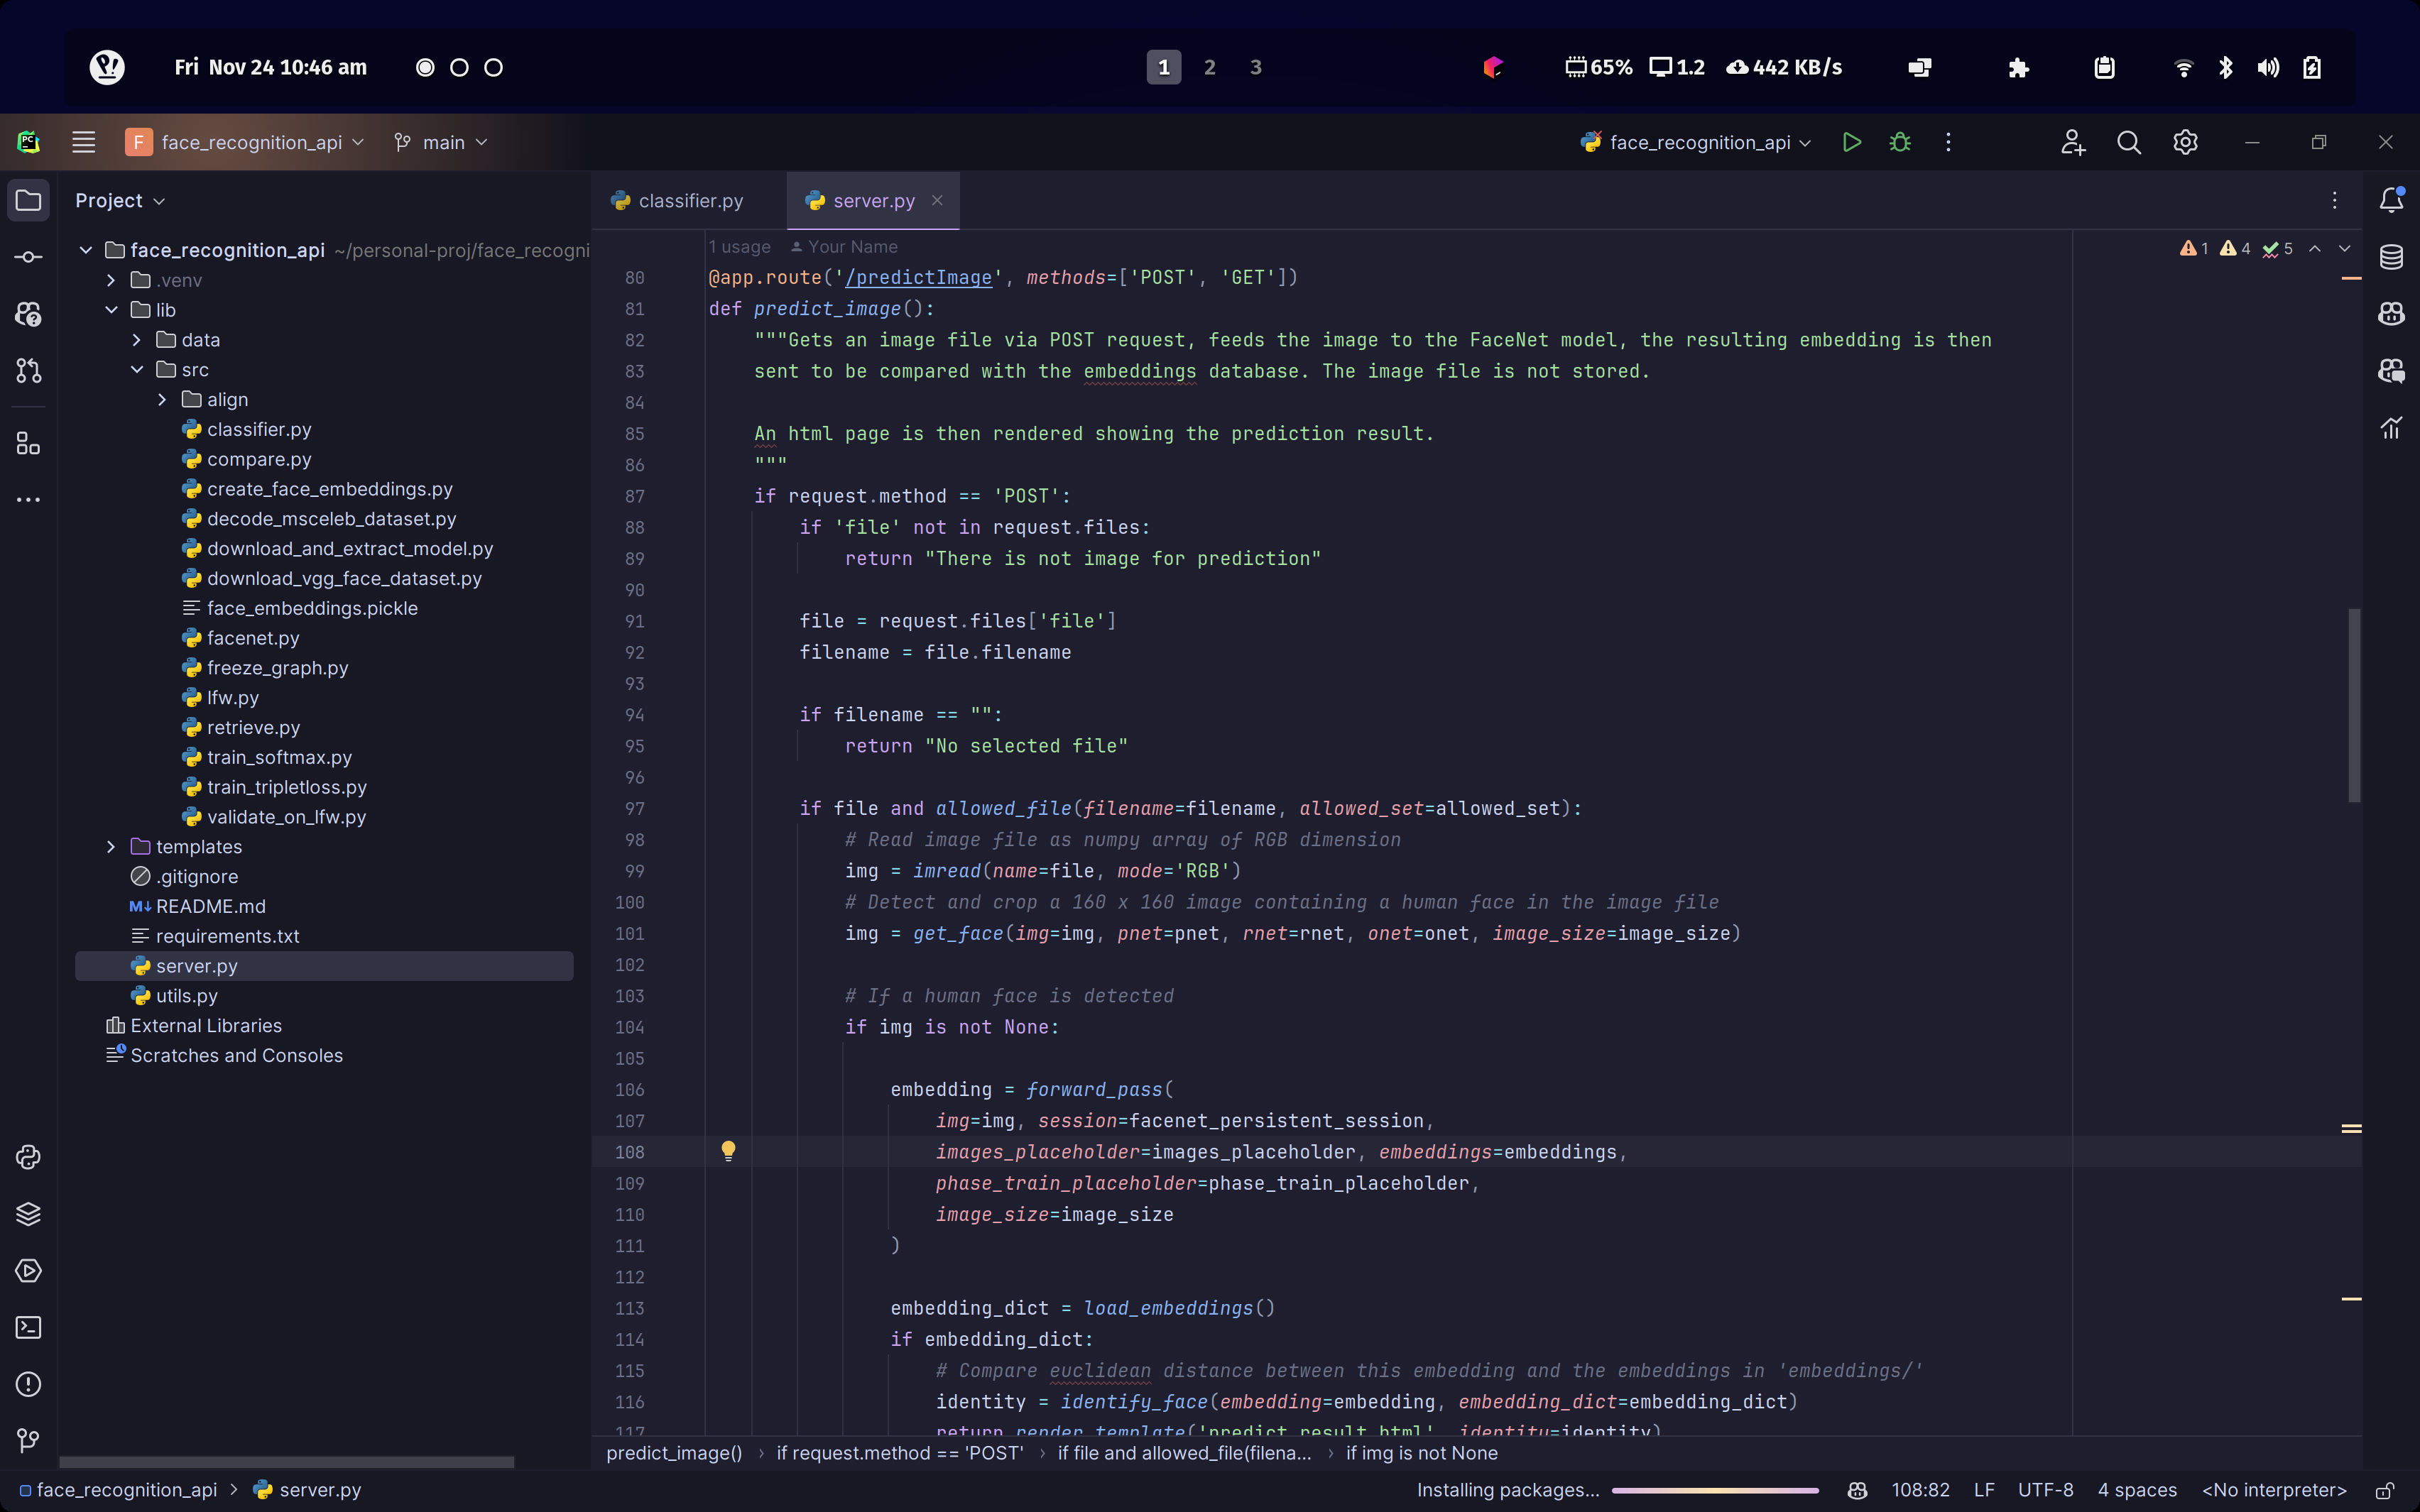 Fri Nov 24 10:46 am
1 2 3
65% 1.2 442 KB/s
F face_recognition_api main
face_recognition_api
Project
classifier.py server.py
face_recognition_api ~/personal-proj/face_recogni
.venv
lib
data
src
align
classifier.py
compare.py
create_face_embeddings.py
decode_msceleb_dataset.py
download_and_extract_model.py
download_vgg_face_dataset.py
face_embeddings.pickle
facenet.py
freeze_graph.py
lfw.py
retrieve.py
train_softmax.py
train_tripletloss.py
validate_on_lfw.py
templates
.gitignore
README.md
requirements.txt
server.py
utils.py
External Libraries
Scratches and Consoles
1 usage Your Name
1 4 5
80 @app.route('/predictImage', methods=['POST', 'GET'])
81 def predict_image():
82 """Gets an image file via POST request, feeds the image to the FaceNet model, the resulting embedding is then
83 sent to be compared with the embeddings database. The image file is not stored.
84
85 An html page is then rendered showing the prediction result.
86 """
87 if request.method == 'POST':
88 if 'file' not in request.files:
89 return "There is not image for prediction"
90
91 file = request.files['file']
92 filename = file.filename
93
94 if filename == "":
95 return "No selected file"
96
97 if file and allowed_file(filename=filename, allowed_set=allowed_set):
98 # Read image file as numpy array of RGB dimension
99 img = imread(name=file, mode='RGB')
100 # Detect and crop a 160 x 160 image containing a human face in the image file
101 img = get_face(img=img, pnet=pnet, rnet=rnet, onet=onet, image_size=image_size)
102
103 # If a human face is detected
104 if img is not None:
105
106 embedding = forward_pass(
107 img=img, session=facenet_persistent_session,
108 images_placeholder=images_placeholder, embeddings=embeddings,
109 phase_train_placeholder=phase_train_placeholder,
110 image_size=image_size
111 )
112
113 embedding_dict = load_embeddings()
114 if embedding_dict:
115 # Compare euclidean distance between this embedding and the embeddings in 'embeddings/'
116 identity = identify_face(embedding=embedding, embedding_dict=embedding_dict)
117 return render_template('predict_result.html', identity=identity)
predict_image() › if request.method == 'POST' › if file and allowed_file(filena... › if img is not None
face_recognition_api > server.py
Installing packages... 108:82 LF UTF-8 4 spaces <No interpreter>